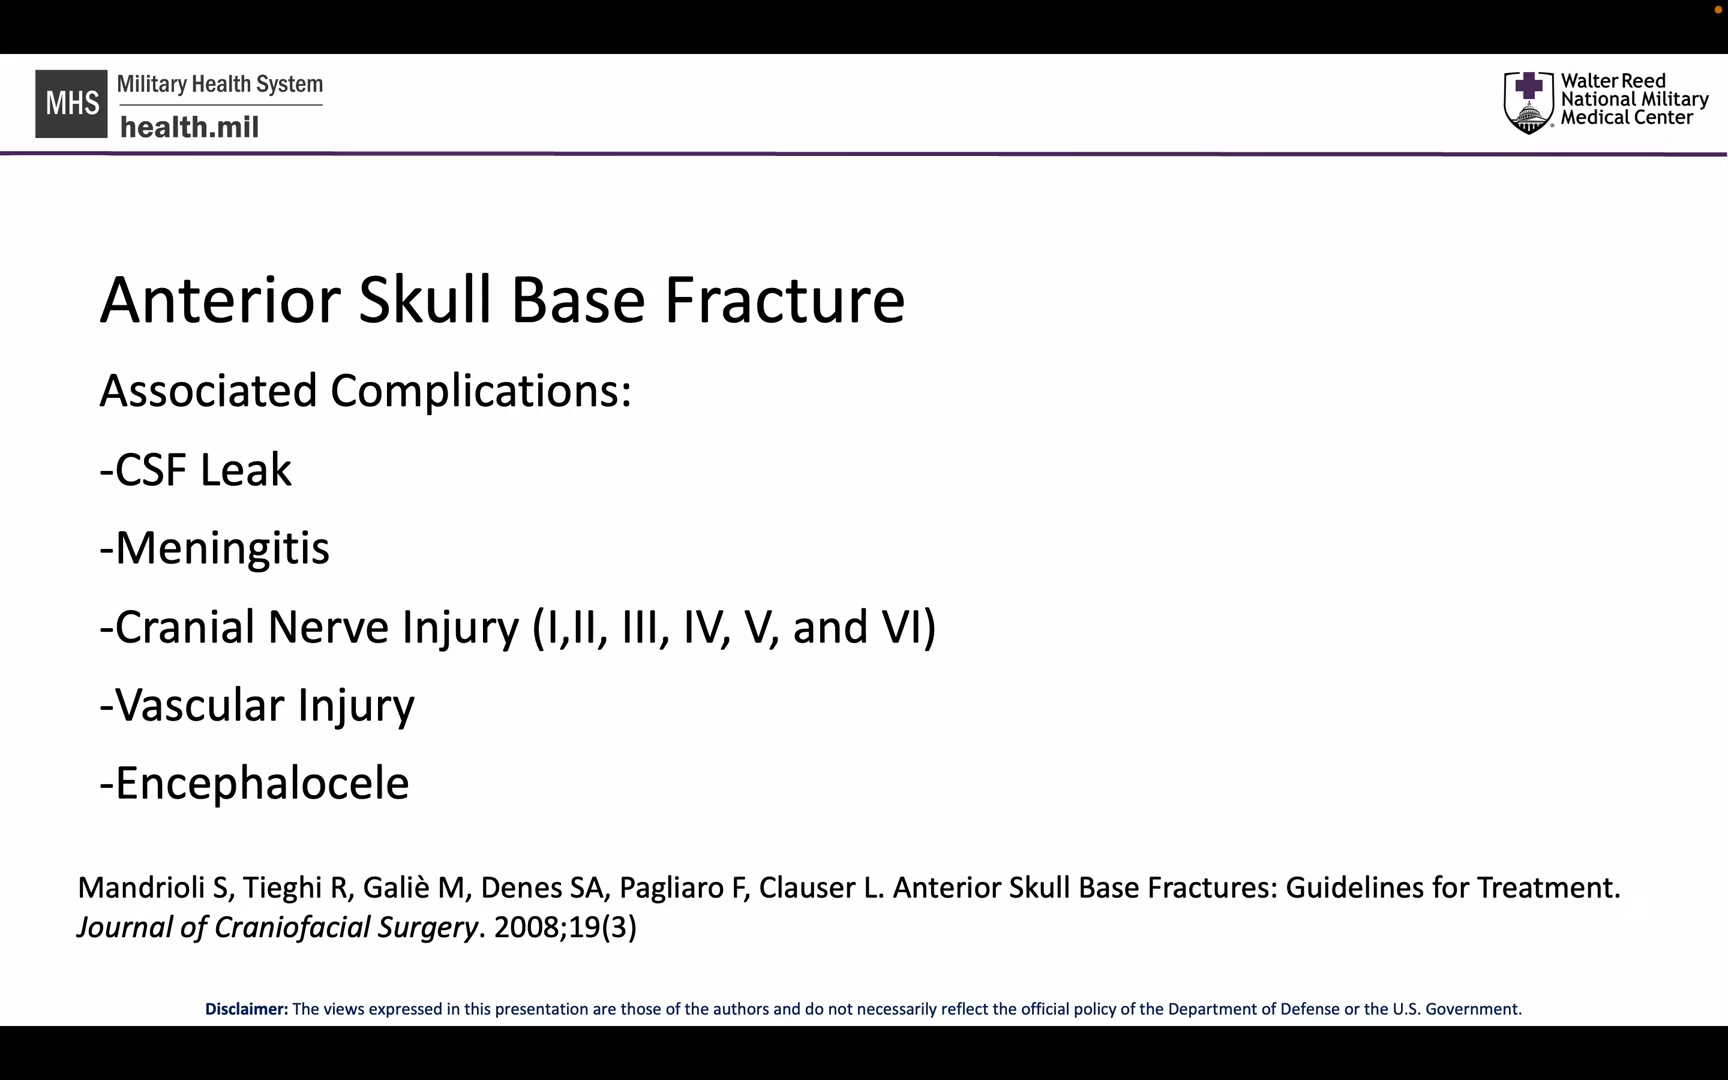 MHS
Military Health System
health.mil
Walter Reed
National Military
Medical Center
Anterior Skull Base Fracture
Associated Complications:
-CSF Leak
-Meningitis
-Cranial Nerve Injury (I,II, III, IV, V, and VI)
-Vascular Injury
-Encephalocele
Mandrioli S, Tieghi R, Galiè M, Denes SA, Pagliaro F, Clauser L. Anterior Skull Base Fractures: Guidelines for Treatment.
Journal of Craniofacial Surgery. 2008;19(3)
Disclaimer: The views expressed in this presentation are those of the authors and do not necessarily reflect the official policy of the Department of Defense or the U.S. Government.